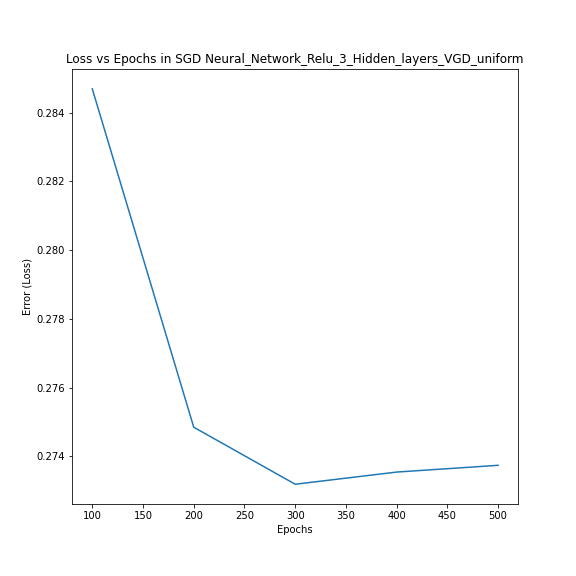 Loss vs Epochs in SGD Neural_Network_Relu_3_Hidden_layers_VGD_uniform
0.284
0.282
0.280
0.278
0.276
0.274
Error (Loss)
100 150 200 250 300 350 400 450 500
Epochs